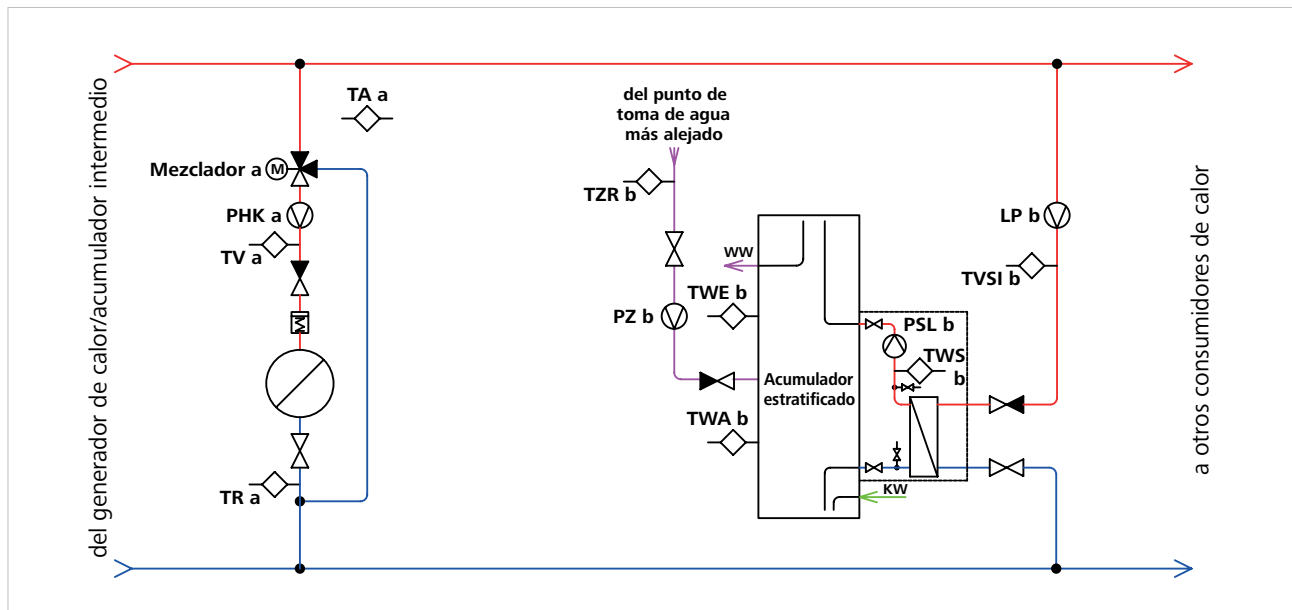 del generador de calor/acumulador intermedio
TA a
Mezclador a
M
PHK a
TV a
TR a
del punto de
toma de agua
más alejado
TZR b
WW
TWE b
PZ b
Acumulador
estratificado
TWA b
PSL b
TWS
b
KW
LP b
TVSI b
a otros consumidores de calor